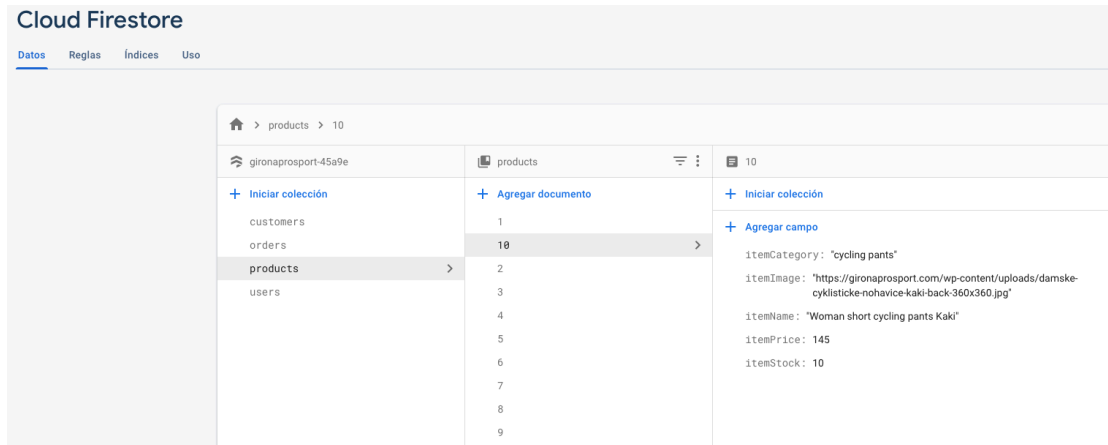 Cloud Firestore
Datos Reglas Índices Uso
> products > 10
gironaprosport-45a9e
+ Iniciar colección
customers
orders
products >
users
products
+ Agregar documento
1
10 >
2
3
4
5
6
7
8
9
10
+ Iniciar colección
+ Agregar campo
itemCategory: "cycling pants"
itemImage: "https://gironaprosport.com/wp-content/uploads/damske-
cyklisticke-nohavice-kaki-back-360x360.jpg"
itemName: "Woman short cycling pants Kaki"
itemPrice: 145
itemStock: 10